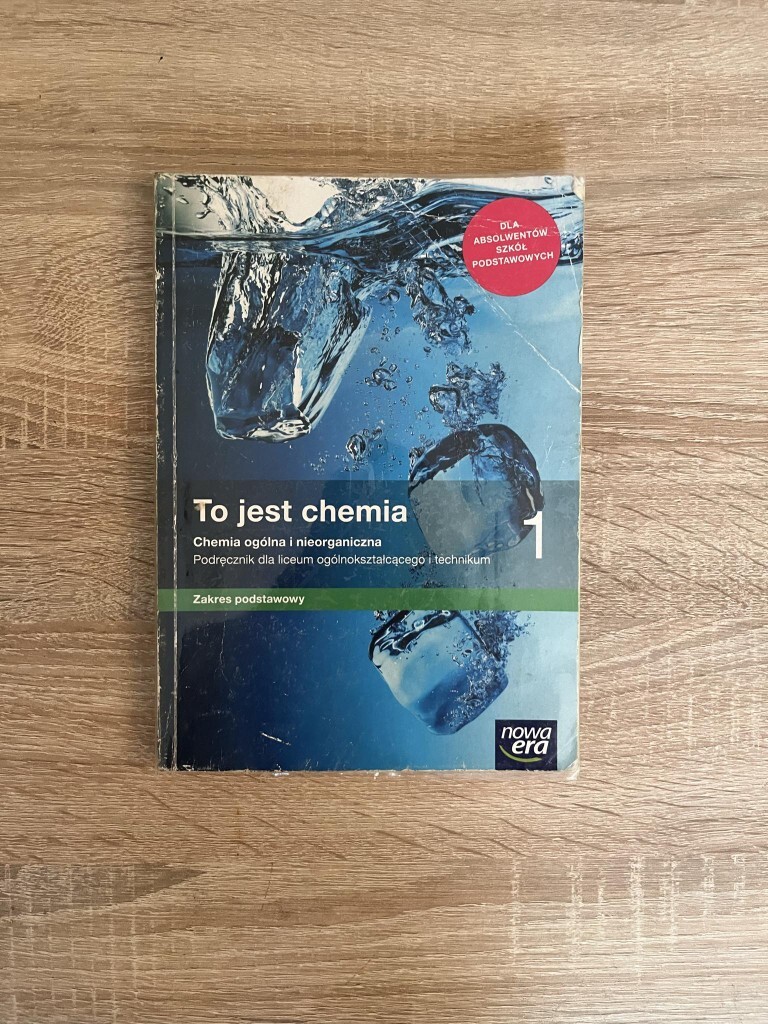 DLA
ABSOLWENTÓW
SZKÓŁ
PODSTAWOWYCH
To jest chemia
1
Chemia ogólna i nieorganiczna
Podręcznik dla liceum ogólnokształcącego i technikum
Zakres podstawowy
nowa
era